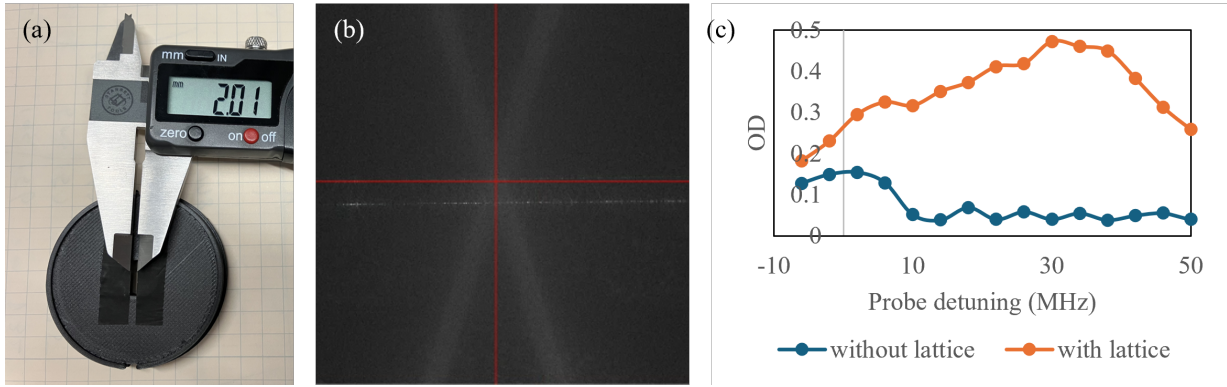 (a)
mm
IN
mm
2.01
zero
on
off
(b)
(c)
0.5
0.4
0.3
0.2
0.1
0
OD
-10
10
30
50
Probe detuning (MHz)
without lattice
with lattice